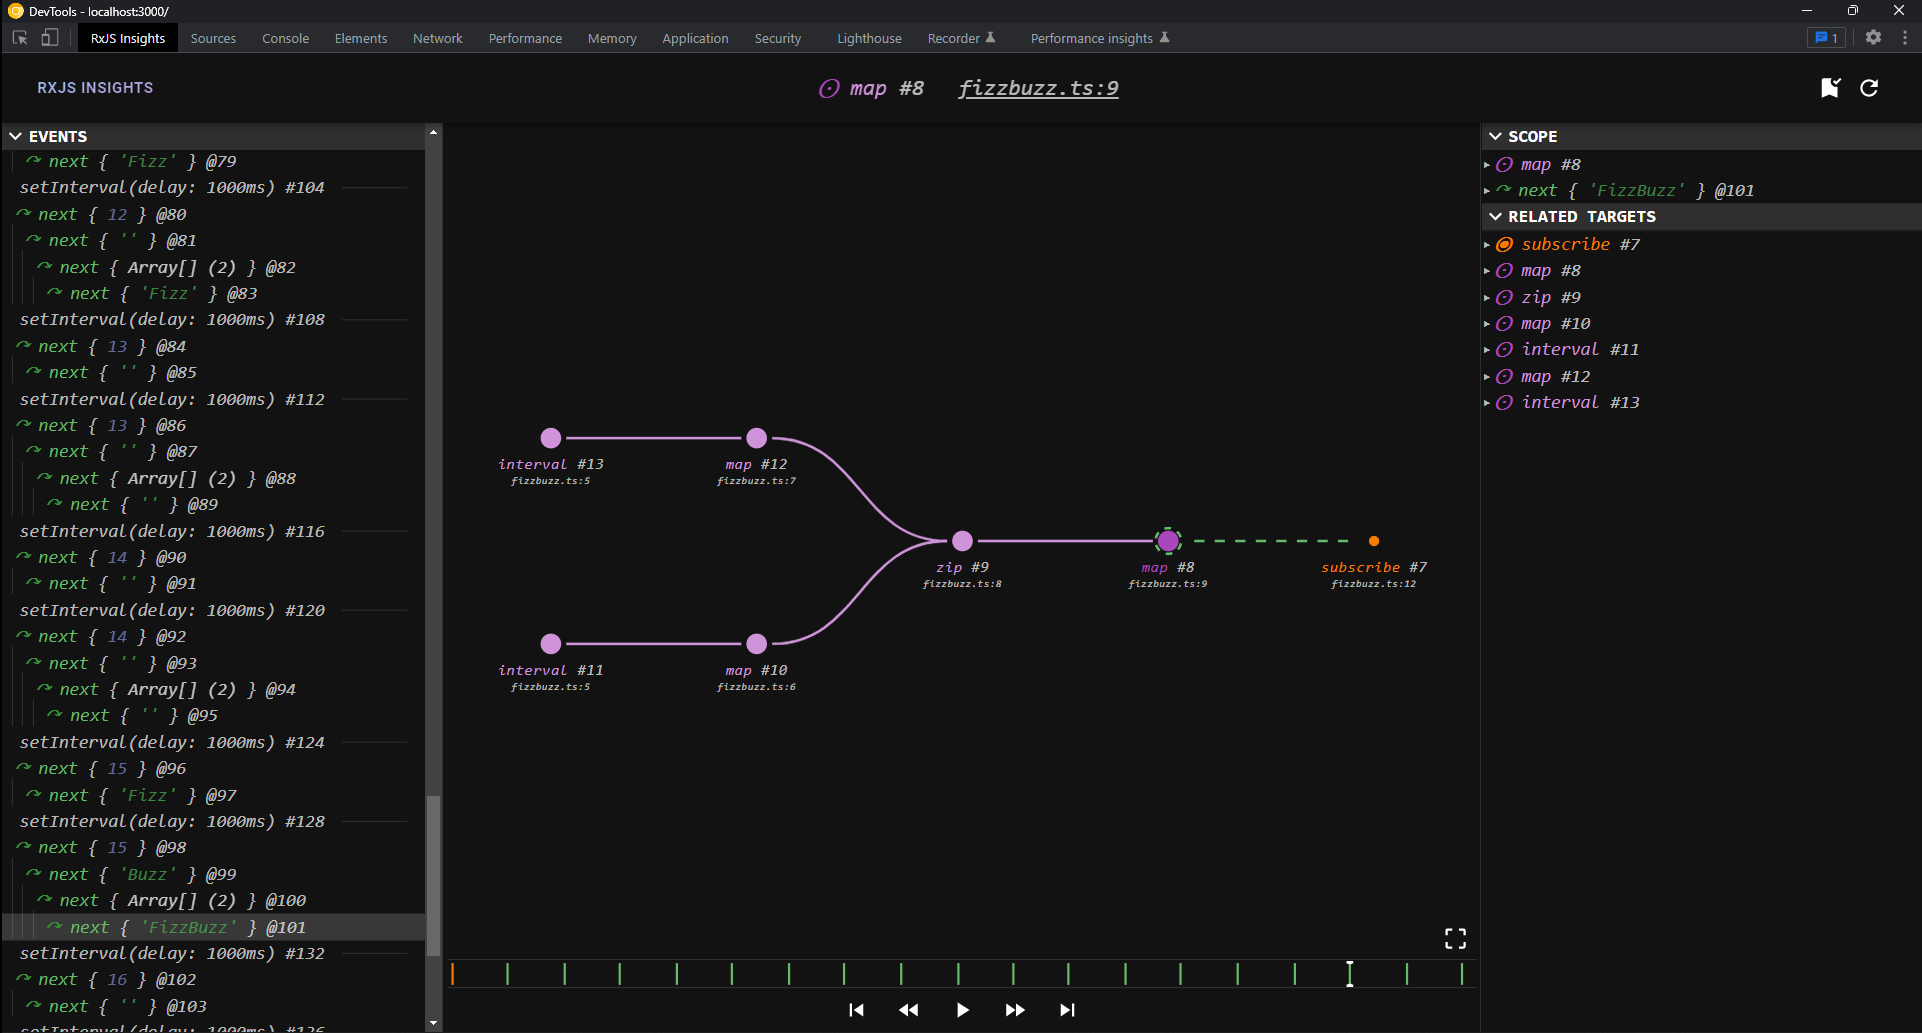 DevTools - localhost:3000/
RxJS Insights Sources Console Elements Network Performance Memory Application Security Lighthouse Recorder Performance insights 1
RXJS INSIGHTS
map #8 fizzbuzz.ts:9
EVENTS
next { 'Fizz' } @79
setInterval(delay: 1000ms) #104
next { 12 } @80
next { '' } @81
next { Array[] (2) } @82
next { 'Fizz' } @83
setInterval(delay: 1000ms) #108
next { 13 } @84
next { '' } @85
setInterval(delay: 1000ms) #112
next { 13 } @86
next { '' } @87
next { Array[] (2) } @88
next { '' } @89
setInterval(delay: 1000ms) #116
next { 14 } @90
next { '' } @91
setInterval(delay: 1000ms) #120
next { 14 } @92
next { '' } @93
next { Array[] (2) } @94
next { '' } @95
setInterval(delay: 1000ms) #124
next { 15 } @96
next { 'Fizz' } @97
setInterval(delay: 1000ms) #128
next { 15 } @98
next { 'Buzz' } @99
next { Array[] (2) } @100
next { 'FizzBuzz' } @101
setInterval(delay: 1000ms) #132
next { 16 } @102
next { '' } @103
setInterval(delay: 1000ms) #136
interval #13
fizzbuzz.ts:5
map #12
fizzbuzz.ts:7
zip #9
fizzbuzz.ts:8
map #8
fizzbuzz.ts:9
subscribe #7
fizzbuzz.ts:12
interval #11
fizzbuzz.ts:5
map #10
fizzbuzz.ts:6
SCOPE
map #8
next { 'FizzBuzz' } @101
RELATED TARGETS
subscribe #7
map #8
zip #9
map #10
interval #11
map #12
interval #13